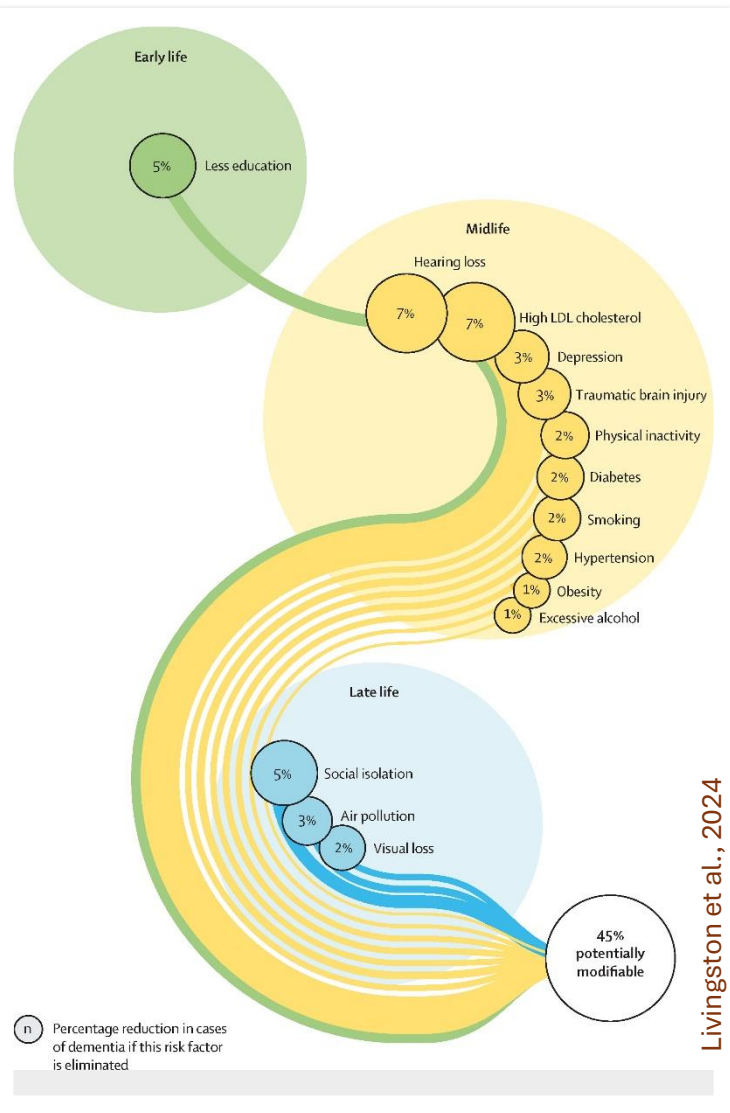 Early life
5%
Less education
Midlife
Hearing loss
7%
7%
High LDL cholesterol
3%
Depression
3%
Traumatic brain injury
2%
Physical inactivity
2%
Diabetes
2%
Smoking
2%
Hypertension
1%
Obesity
1%
Excessive alcohol
Late life
5%
Social isolation
3%
Air pollution
2%
Visual loss
45%
potentially
modifiable
n
Percentage reduction in cases
of dementia if this risk factor
is eliminated
Livingston et al., 2024